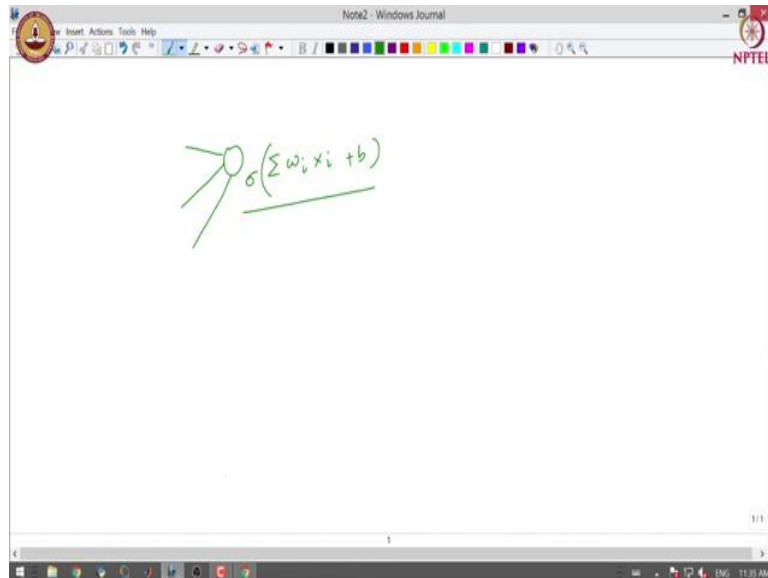 Note2 - Windows Journal
Insert Actions Tools Help
B I
NPTEL
σ(Σ ωi xi + b)
1/1
1
ENG 11:35 AM